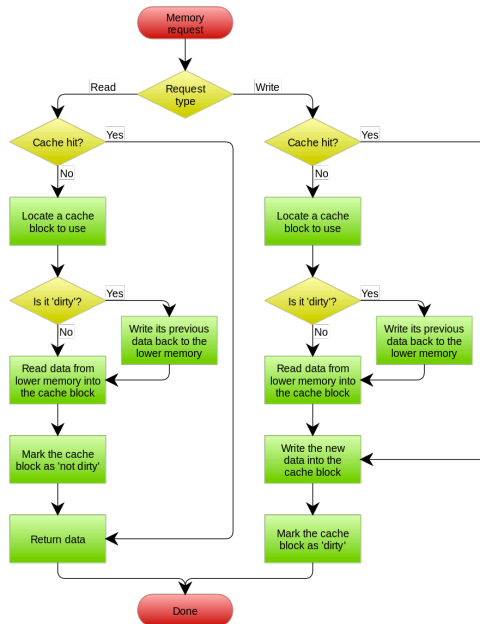 Memory
request
Request
type
Read
Write
Cache hit?
Yes
No
Locate a cache
block to use
Is it 'dirty'?
Yes
No
Write its previous
data back to the
lower memory
Read data from
lower memory into
the cache block
Mark the cache
block as 'not dirty'
Return data
Cache hit?
Yes
No
Locate a cache
block to use
Is it 'dirty'?
Yes
No
Write its previous
data back to the
lower memory
Read data from
lower memory into
the cache block
Write the new
data into the
cache block
Mark the cache
block as 'dirty'
Done